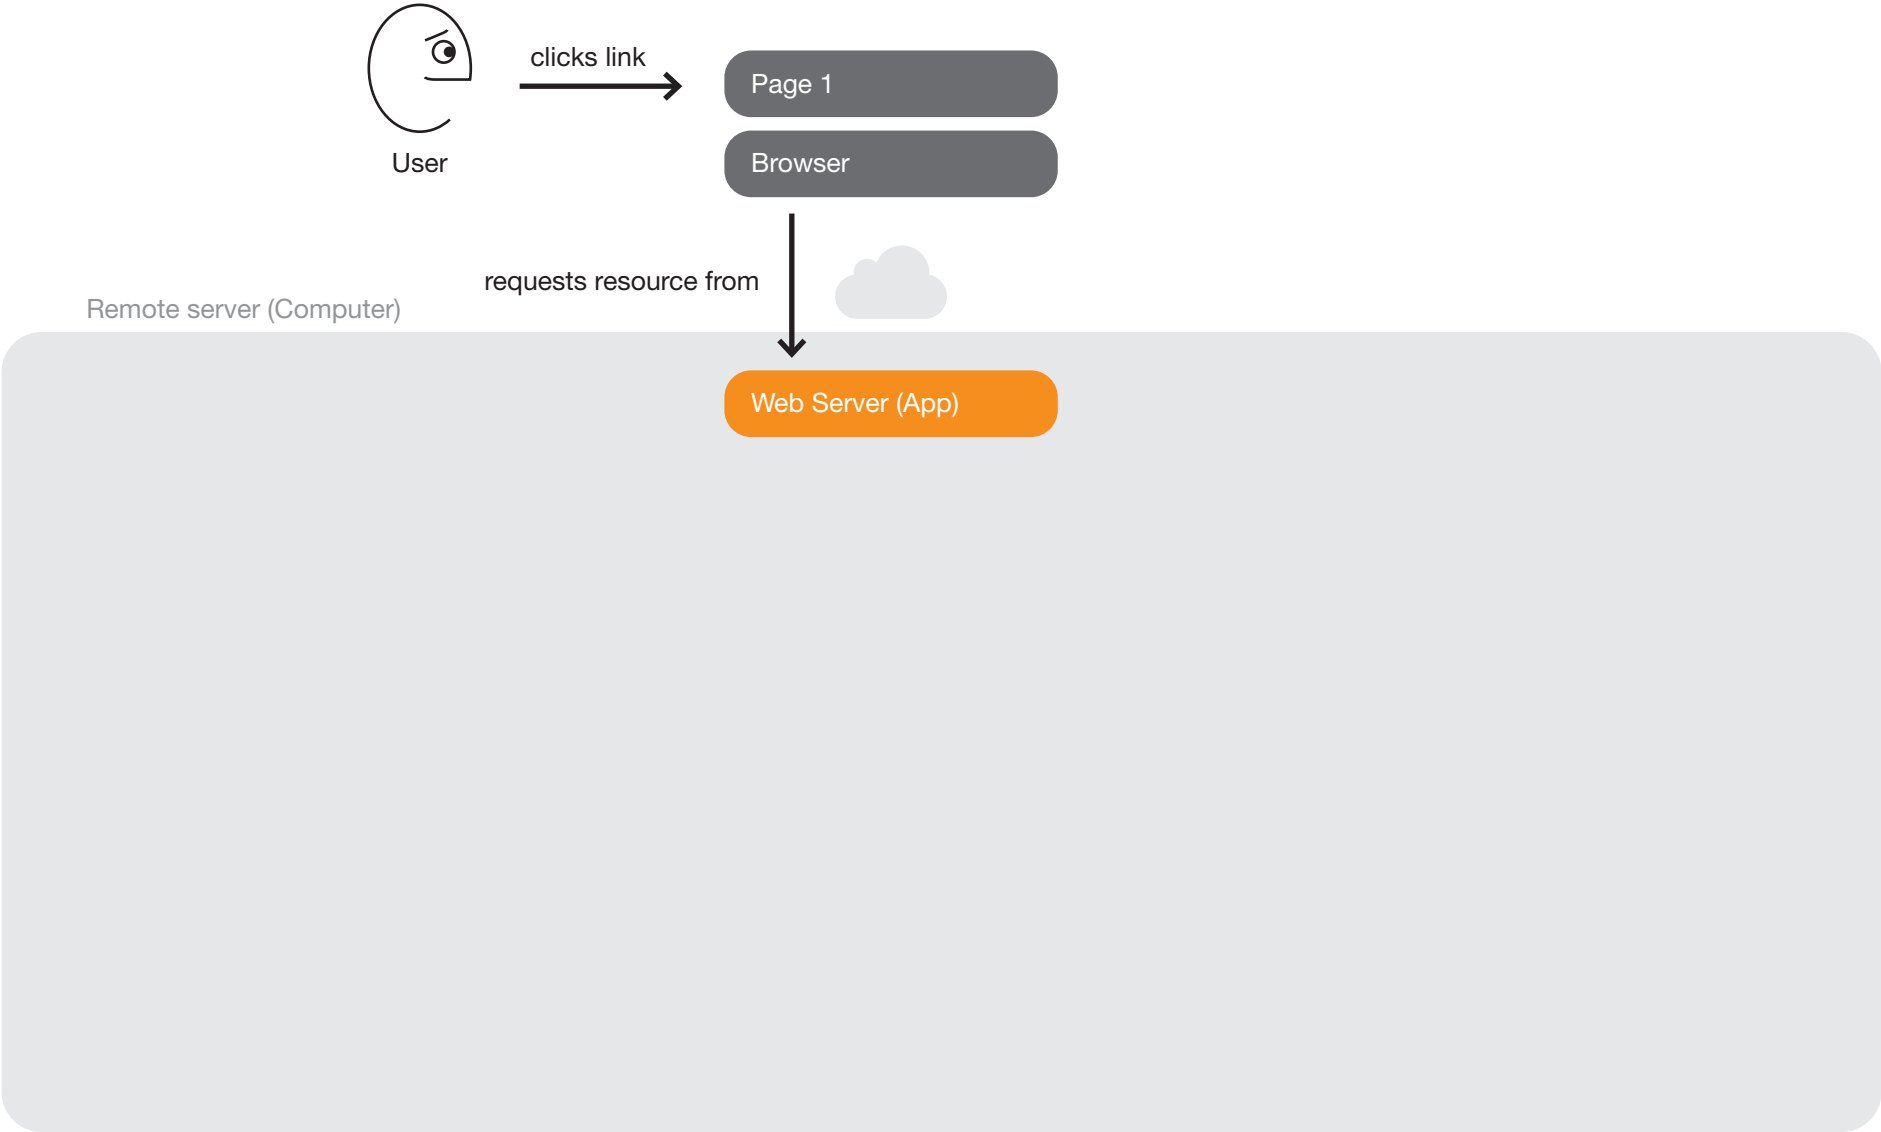 clicks link
Page 1
Browser
User
requests resource from
Remote server (Computer)
Web Server (App)